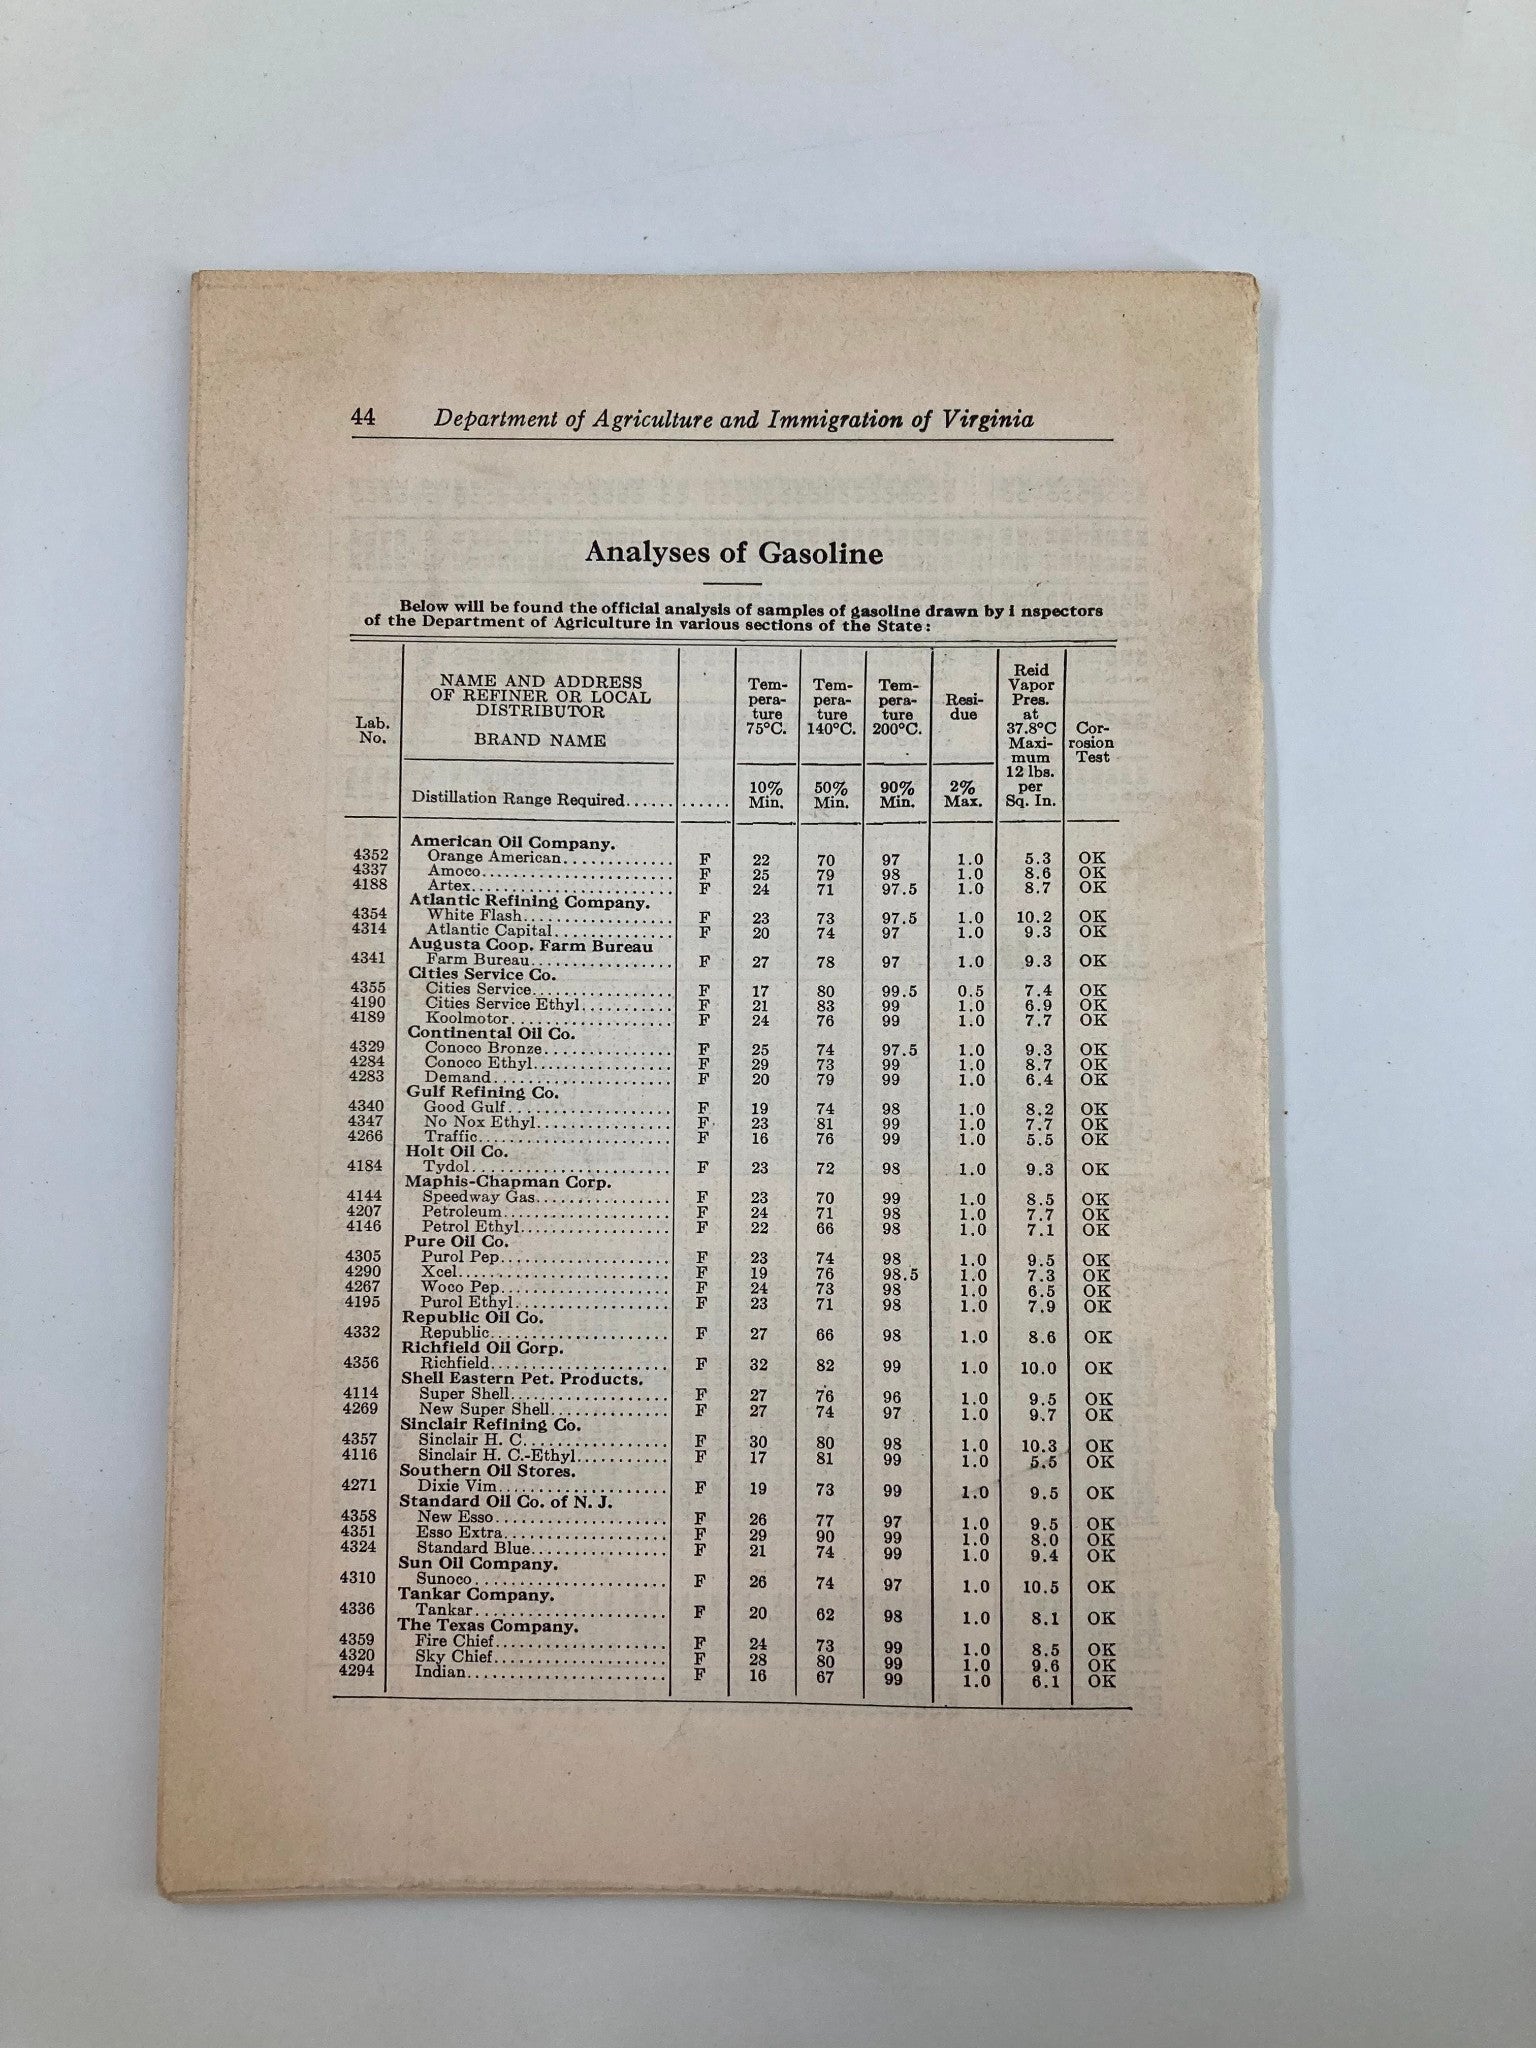 44 Department of Agriculture and Immigration of Virginia
Analyses of Gasoline
Below will be found the official analysis of samples of gasoline drawn by i nspectors
of the Department of Agriculture in various sections of the State:
Lab. No. NAME AND ADDRESS OF REFINER OR LOCAL DISTRIBUTOR BRAND NAME Tem- pera- ture 75°C. Tem- pera- ture 140°C. Tem- pera- ture 200°C. Resi- due Reid Vapor Pres. at 37.8°C Maxi- mum 12 lbs. per Sq. In. Cor- rosion Test
Distillation Range Required............ 10% Min. 50% Min. 90% Min. 2% Max.
American Oil Company.
4352 Orange American............ F 22 70 97 1.0 5.3 OK
4337 Amoco..................... F 25 79 98 1.0 8.6 OK
4188 Artex...................... F 24 71 97.5 1.0 8.7 OK
Atlantic Refining Company.
4354 White Flash................. F 23 73 97.5 1.0 10.2 OK
4314 Atlantic Capital............. F 20 74 97 1.0 9.3 OK
Augusta Coop. Farm Bureau
4341 Farm Bureau............... F 27 78 97 1.0 9.3 OK
Cities Service Co.
4355 Cities Service............... F 17 80 99.5 0.5 7.4 OK
4190 Cities Service Ethyl.......... F 21 83 99 1.0 6.9 OK
4189 Koolmotor................. F 24 76 99 1.0 7.7 OK
Continental Oil Co.
4329 Conoco Bronze.............. F 25 74 97.5 1.0 9.3 OK
4284 Conoco Ethyl............... F 29 73 99 1.0 8.7 OK
4283 Demand.................... F 20 79 99 1.0 6.4 OK
Gulf Refining Co.
4340 Good Gulf.................. F 19 74 98 1.0 8.2 OK
4347 No Nox Ethyl............... F 23 81 99 1.0 7.7 OK
4266 Traffic..................... F 16 76 99 1.0 5.5 OK
Holt Oil Co.
4184 Tydol...................... F 23 72 98 1.0 9.3 OK
Maphis-Chapman Corp.
4144 Speedway Gas............... F 23 70 99 1.0 8.5 OK
4207 Petroleum.................. F 24 71 98 1.0 7.7 OK
4146 Petrol Ethyl................ F 22 66 98 1.0 7.1 OK
Pure Oil Co.
4305 Purol Pep.................. F 23 74 98 1.0 9.5 OK
4290 Xcel....................... F 19 76 98.5 1.0 7.3 OK
4267 Woco Pep.................. F 24 73 98 1.0 6.5 OK
4195 Purol Ethyl................. F 23 71 98 1.0 7.9 OK
Republic Oil Co.
4332 Republic................... F 27 66 98 1.0 8.6 OK
Richfield Oil Corp.
4356 Richfield................... F 32 82 99 1.0 10.0 OK
Shell Eastern Pet. Products.
4114 Super Shell................. F 27 76 96 1.0 9.5 OK
4269 New Super Shell............. F 27 74 97 1.0 9.7 OK
Sinclair Refining Co.
4357 Sinclair H. C................ F 30 80 98 1.0 10.3 OK
4116 Sinclair H. C.-Ethyl.......... F 17 81 99 1.0 5.5 OK
Southern Oil Stores.
4271 Dixie Vim.................. F 19 73 99 1.0 9.5 OK
Standard Oil Co. of N. J.
4358 New Esso................... F 26 77 97 1.0 9.5 OK
4351 Esso Extra.................. F 29 90 99 1.0 8.0 OK
4324 Standard Blue............... F 21 74 99 1.0 9.4 OK
Sun Oil Company.
4310 Sunoco..................... F 26 74 97 1.0 10.5 OK
Tankar Company.
4336 Tankar..................... F 20 62 98 1.0 8.1 OK
The Texas Company.
4359 Fire Chief................... F 24 73 99 1.0 8.5 OK
4320 Sky Chief................... F 28 80 99 1.0 9.6 OK
4294 Indian...................... F 16 67 99 1.0 6.1 OK